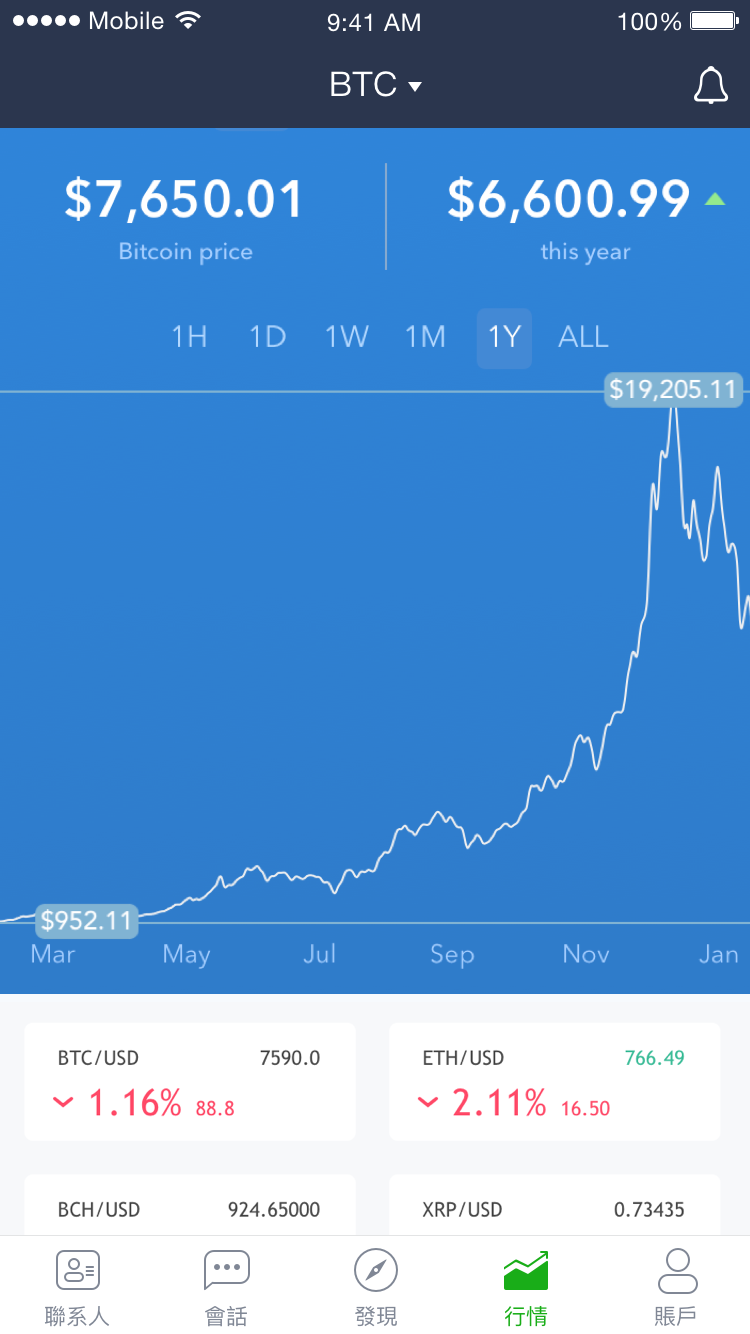 Mobile 9:41 AM 100%
BTC
$7,650.01 $6,600.99
Bitcoin price this year
1H 1D 1W 1M 1Y ALL
$19,205.11
$952.11
Mar May Jul Sep Nov Jan
BTC/USD 7590.0 ETH/USD 766.49
1.16% 88.8 2.11% 16.50
BCH/USD 924.65000 XRP/USD 0.73435
聯系人 會話 發現 行情 賬戶